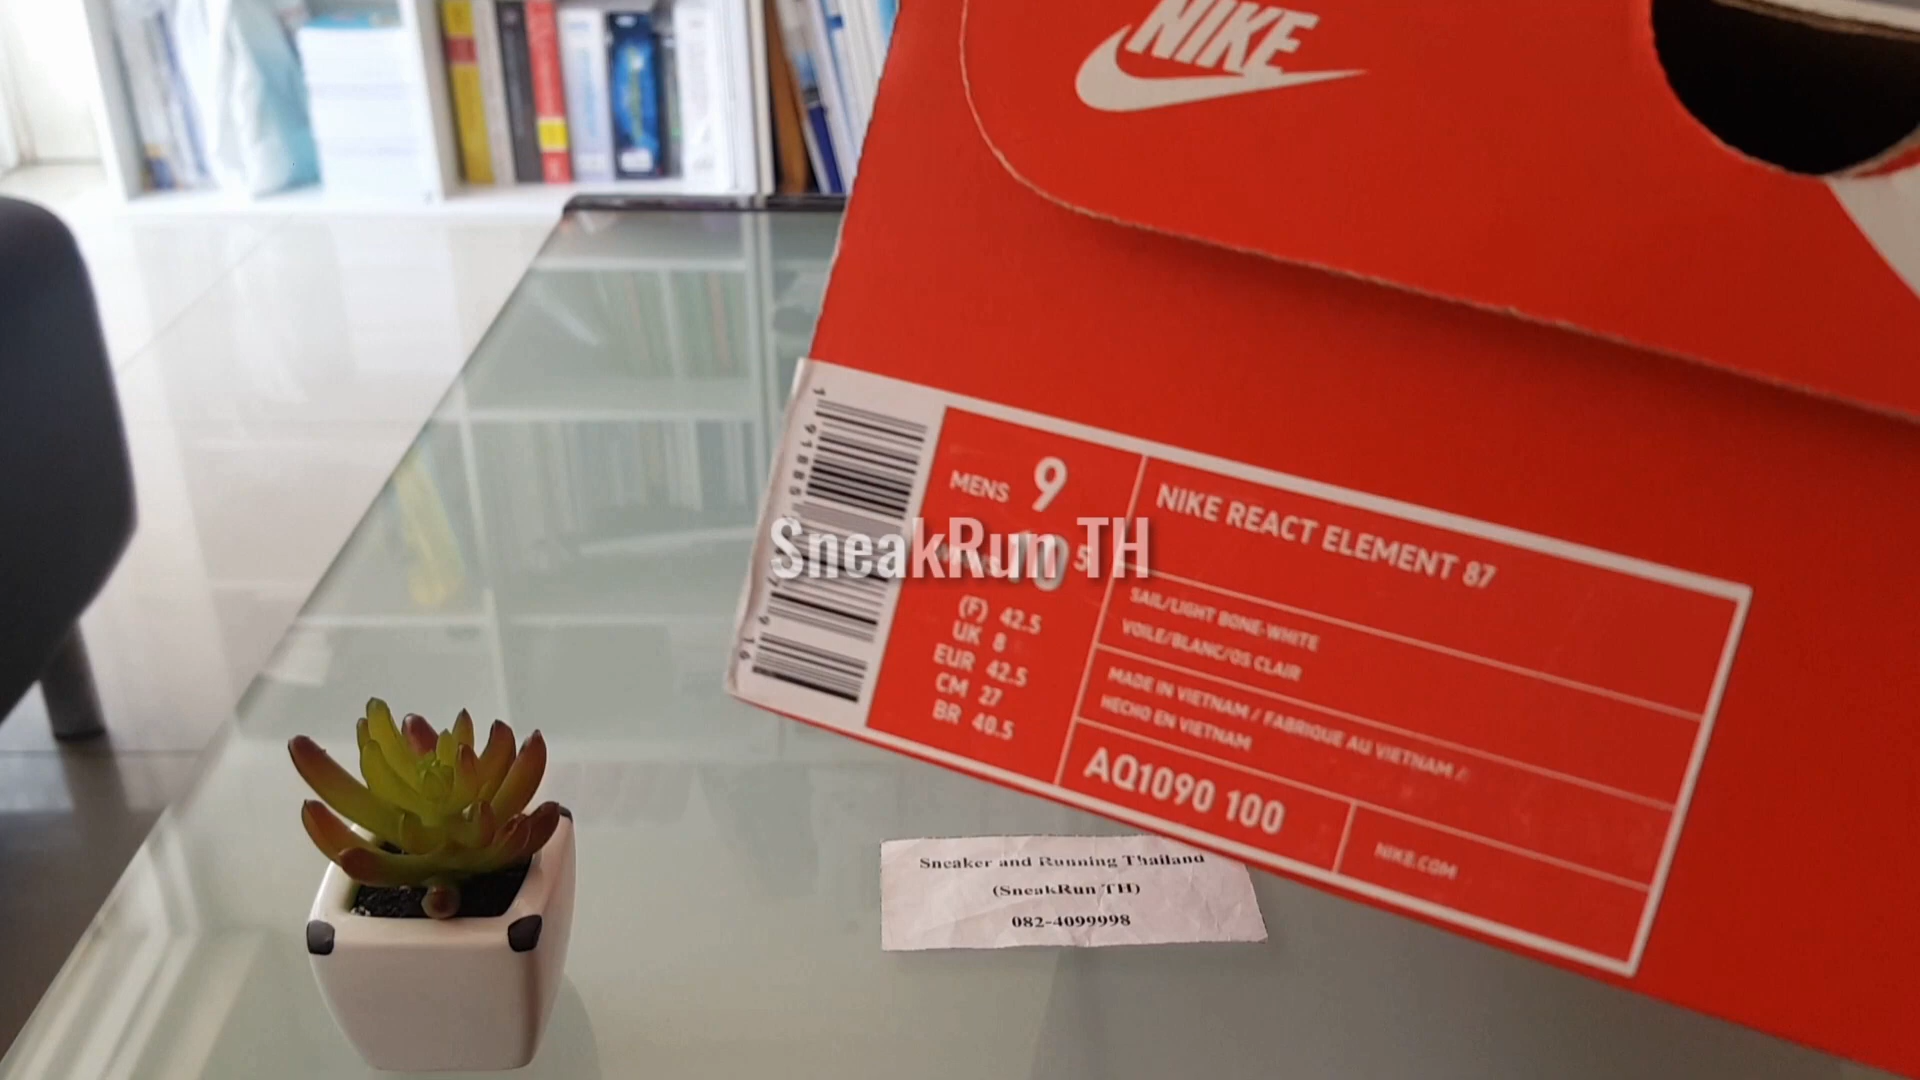 NIKE
MENS 9
10 5
(F) 42.5
UK 8
EUR 42.5
CM 27
BR 40.5
NIKE REACT ELEMENT 87
SAIL/LIGHT BONE-WHITE
VOILE/BLANC/OS CLAIR
MADE IN VIETNAM / FABRIQUE AU VIETNAM /
HECHO EN VIETNAM
AQ1090 100
NIKE.COM
SneakRun TH
Sneaker and Running Thailand
(SneakRun TH)
082-4099998